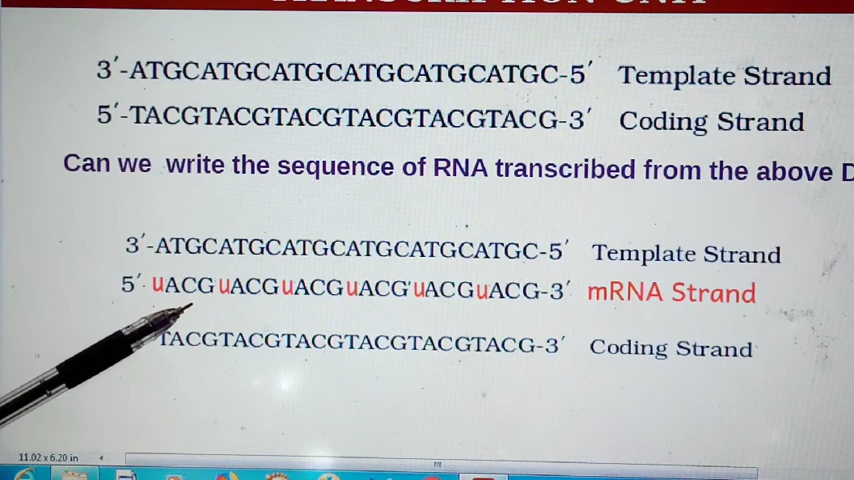 3′-ATGCATGCATGCATGCATGCATGC-5′ Template Strand
5′-TACGTACGTACGTACGTACGTACG-3′ Coding Strand
Can we write the sequence of RNA transcribed from the above D
3′-ATGCATGCATGCATGCATGCATGC-5′ Template Strand
5′ uACGuACGuACGuACGuACGuACG-3′ mRNA Strand
TACGTACGTACGTACGTACGTACG-3′ Coding Strand
11.02 x 6.20 in